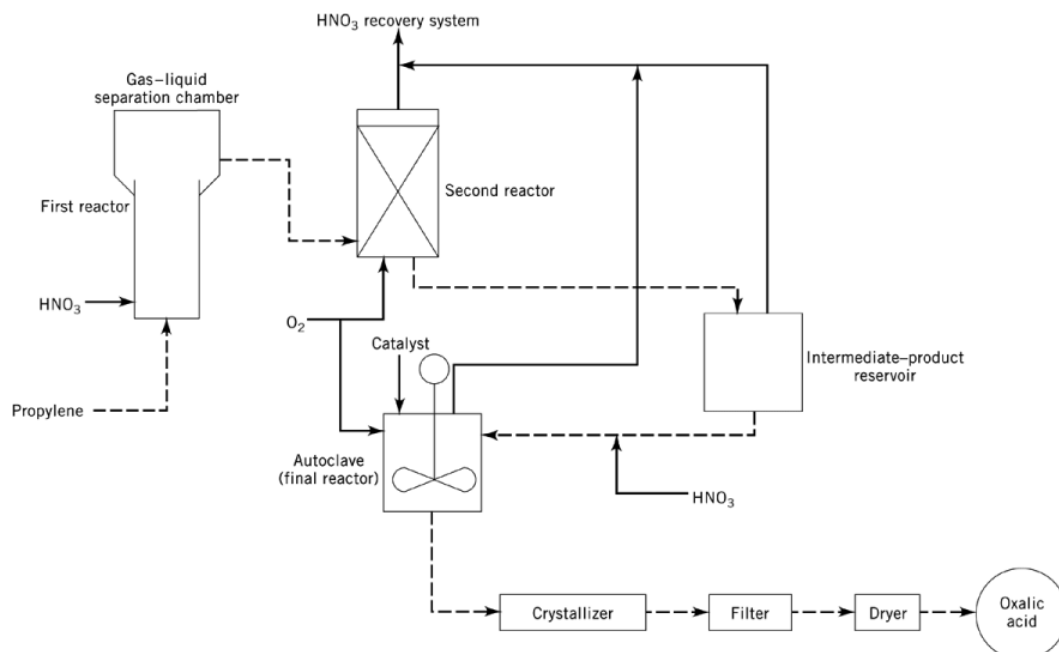 HNO₃ recovery system
Gas–liquid
separation chamber
First reactor
Second reactor
HNO₃
O₂
Catalyst
Intermediate–product
reservoir
Propylene
Autoclave
(final reactor)
HNO₃
Crystallizer
Filter
Dryer
Oxalic
acid